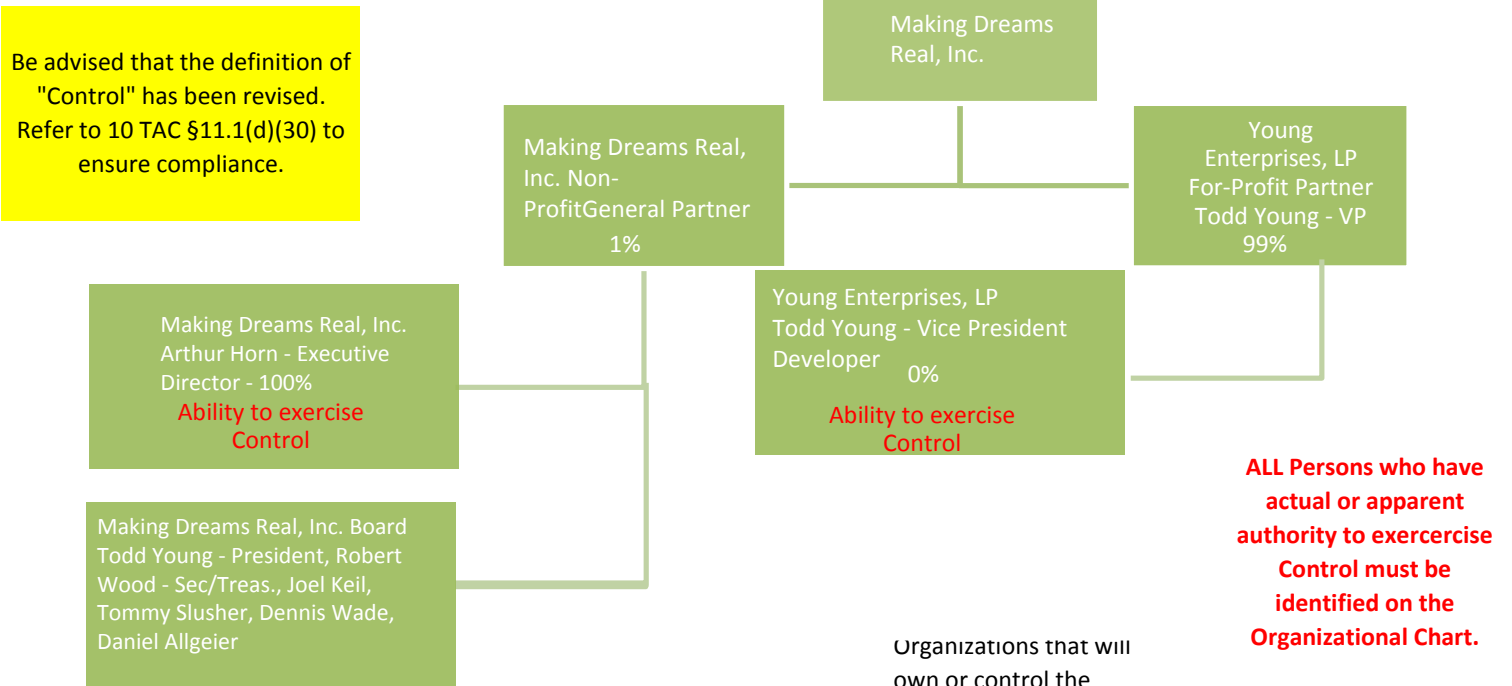 Be advised that the definition of
"Control" has been revised.
Refer to 10 TAC §11.1(d)(30) to
ensure compliance.
Making Dreams
Real, Inc.
Making Dreams Real,
Inc. Non-
ProfitGeneral Partner
1%
Young
Enterprises, LP
For-Profit Partner
Todd Young - VP
99%
Making Dreams Real, Inc.
Arthur Horn - Executive
Director - 100%
Ability to exercise
Control
Young Enterprises, LP
Todd Young - Vice President
Developer
0%
Ability to exercise
Control
Making Dreams Real, Inc. Board
Todd Young - President, Robert
Wood - Sec/Treas., Joel Keil,
Tommy Slusher, Dennis Wade,
Daniel Allgeier
ALL Persons who have
actual or apparent
authority to exercercise
Control must be
identified on the
Organizational Chart.
Organizations that will
own or control the